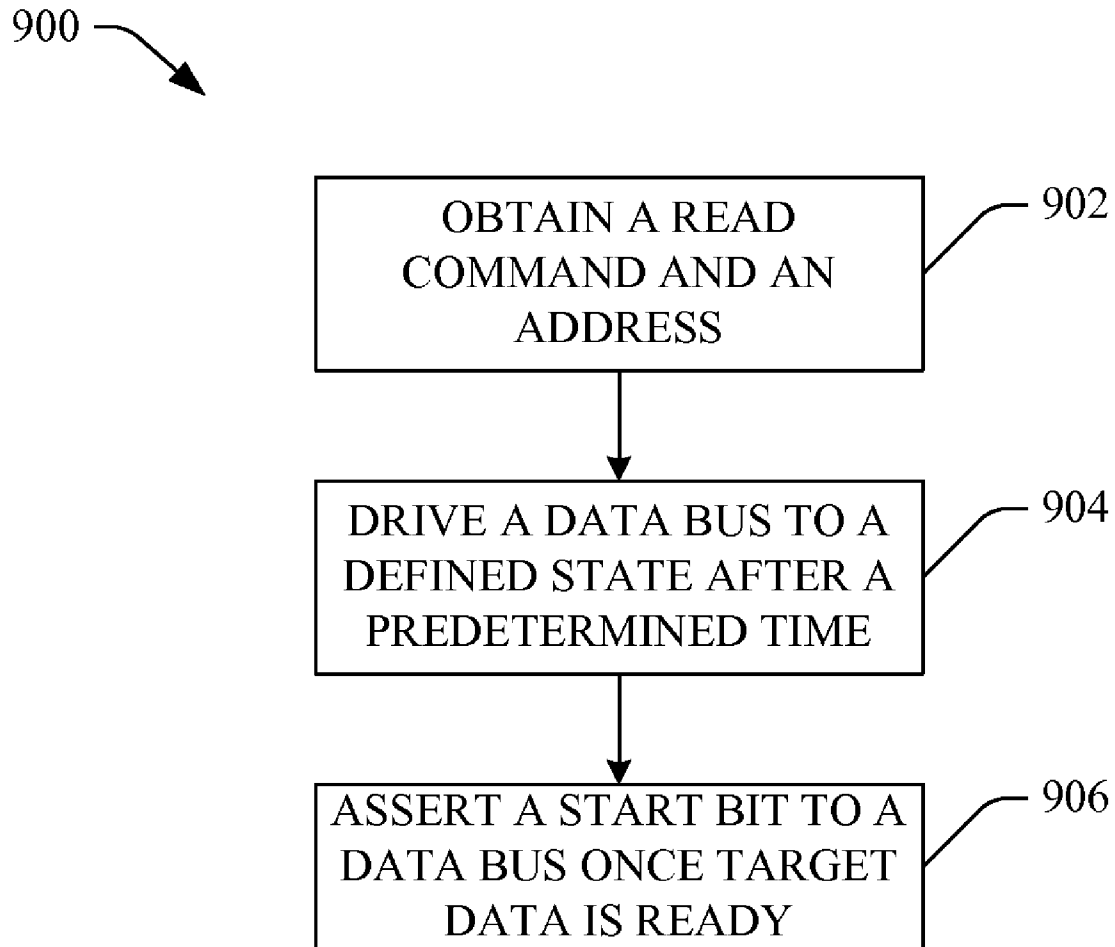 900
OBTAIN A READ
COMMAND AND AN
ADDRESS
902
DRIVE A DATA BUS TO A
DEFINED STATE AFTER A
PREDETERMINED TIME
904
ASSERT A START BIT TO A
DATA BUS ONCE TARGET
DATA IS READY
906